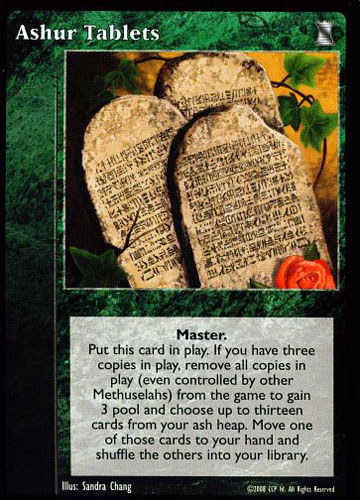 Ashur Tablets
Master.
Put this card in play. If you have three
copies in play, remove all copies in
play (even controlled by other
Methuselahs) from the game to gain
3 pool and choose up to thirteen
cards from your ash heap. Move one
of those cards to your hand and
shuffle the others into your library.
Illus: Sandra Chang
©2008 CCP hf. All Rights Reserved